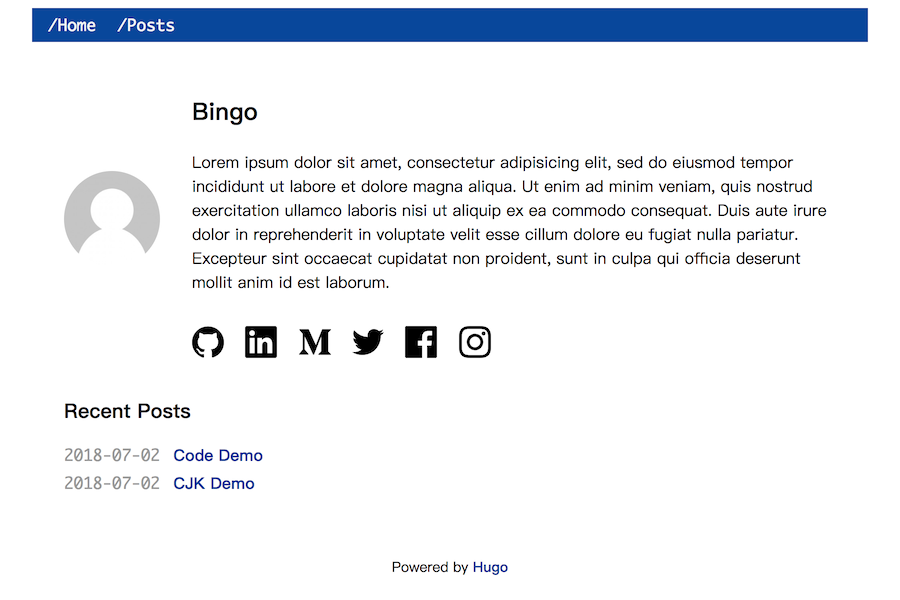 /Home /Posts
Bingo
Lorem ipsum dolor sit amet, consectetur adipisicing elit, sed do eiusmod tempor
incididunt ut labore et dolore magna aliqua. Ut enim ad minim veniam, quis nostrud
exercitation ullamco laboris nisi ut aliquip ex ea commodo consequat. Duis aute irure
dolor in reprehenderit in voluptate velit esse cillum dolore eu fugiat nulla pariatur.
Excepteur sint occaecat cupidatat non proident, sunt in culpa qui officia deserunt
mollit anim id est laborum.
in M f
Recent Posts
2018-07-02 Code Demo
2018-07-02 CJK Demo
Powered by Hugo